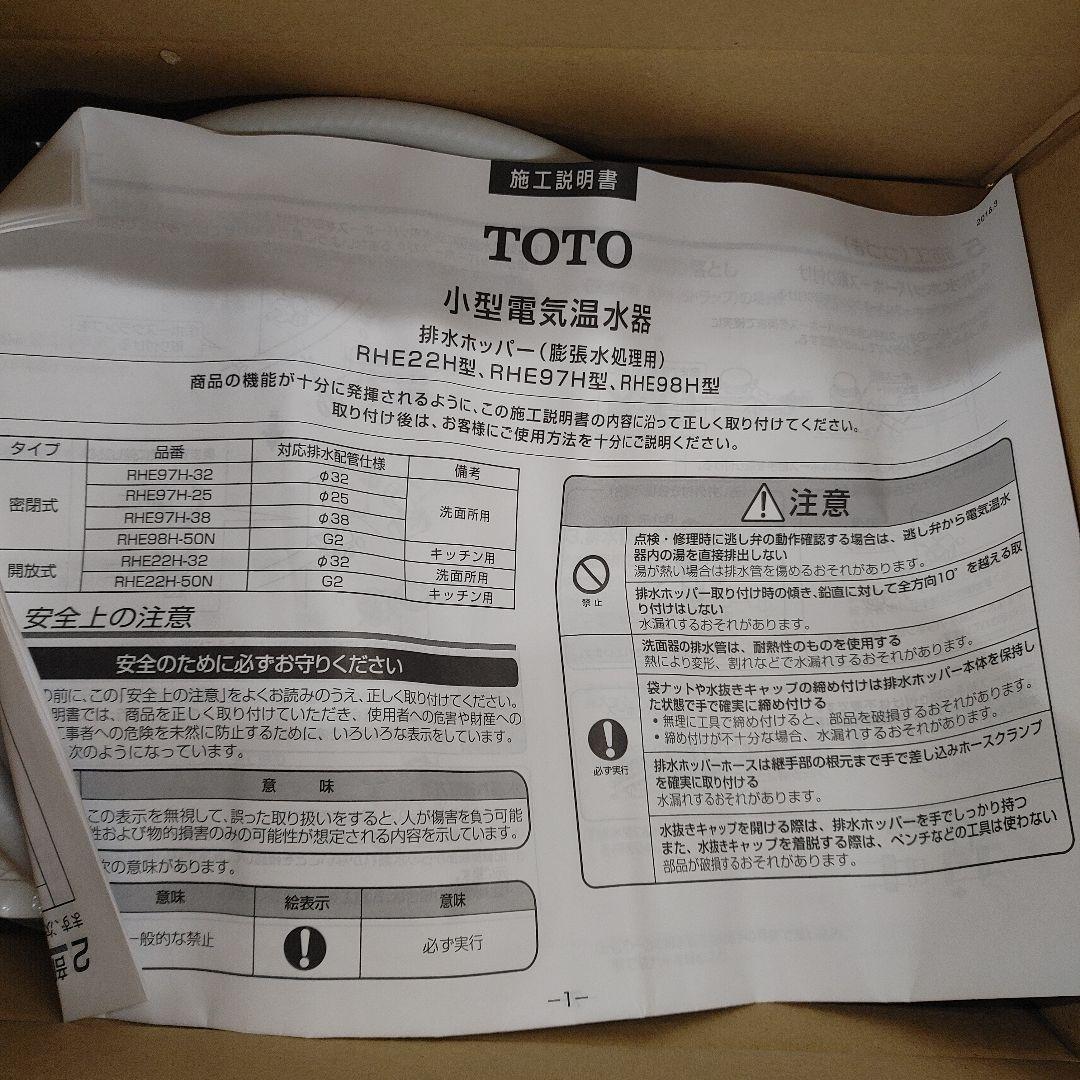 施工説明書
2016.9
TOTO
小型電気温水器
排水ホッパー(膨張水処理用)
RHE22H型、RHE97H型、RHE98H型
商品の機能が十分に発揮されるように、この施工説明書の内容に沿って正しく取り付けてください。
取り付け後は、お客様にご使用方法を十分にご説明ください。
タイプ 品番 対応排水配管仕様 備考
密閉式 RHE97H-32 φ32 洗面所用
RHE97H-25 φ25
RHE97H-38 φ38
RHE98H-50N G2 キッチン用
開放式 RHE22H-32 φ32 洗面所用
RHE22H-50N G2 キッチン用
安全上の注意
安全のために必ずお守りください
の前に、この「安全上の注意」をよくお読みのうえ、正しく取り付けてください。
明書では、商品を正しく取り付けていただき、使用者への危害や財産への
工事者への危険を未然に防止するために、いろいろな表示をしています。
次のようになっています。
意 味
この表示を無視して、誤った取り扱いをすると、人が傷害を負う可能
性および物的損害のみの可能性が想定される内容を示しています。
次の意味があります。
意味 絵表示 意味
一般的な禁止 必ず実行
注意
禁止
点検・修理時に逃し弁の動作確認する場合は、逃し弁から電気温水
器内の湯を直接排出しない
湯が熱い場合は排水管を傷めるおそれがあります。
排水ホッパー取り付け時の傾き、鉛直に対して全方向10°を越える取
り付けはしない
水漏れするおそれがあります。
必ず実行
洗面器の排水管は、耐熱性のものを使用する
熱により変形、割れなどで水漏れするおそれがあります。
袋ナットや水抜きキャップの締め付けは排水ホッパー本体を保持し
た状態で手で確実に締め付ける
•無理に工具で締め付けると、部品を破損するおそれがあります。
•締め付けが不十分な場合、水漏れするおそれがあります。
排水ホッパーホースは継手部の根元まで手で差し込みホースクランプ
を確実に取り付ける
水漏れするおそれがあります。
水抜きキャップを開ける際は、排水ホッパーを手でしっかり持つ
また、水抜きキャップを着脱する際は、ペンチなどの工具は使わない
部品が破損するおそれがあります。
–1–